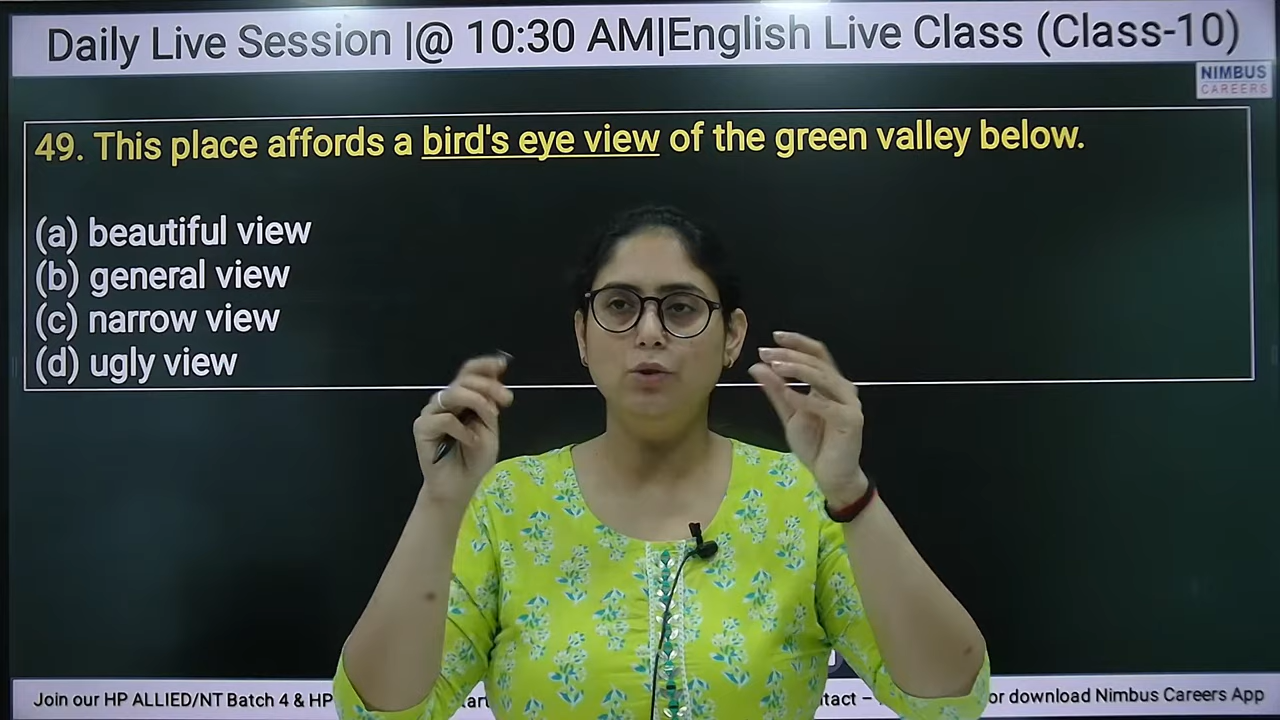 Daily Live Session |@ 10:30 AM|English Live Class (Class-10)
NIMBUS
CAREERS
49. This place affords a bird's eye view of the green valley below.
(a) beautiful view
(b) general view
(c) narrow view
(d) ugly view
Join our HP ALLIED/NT Batch 4 & HP
or download Nimbus Careers App